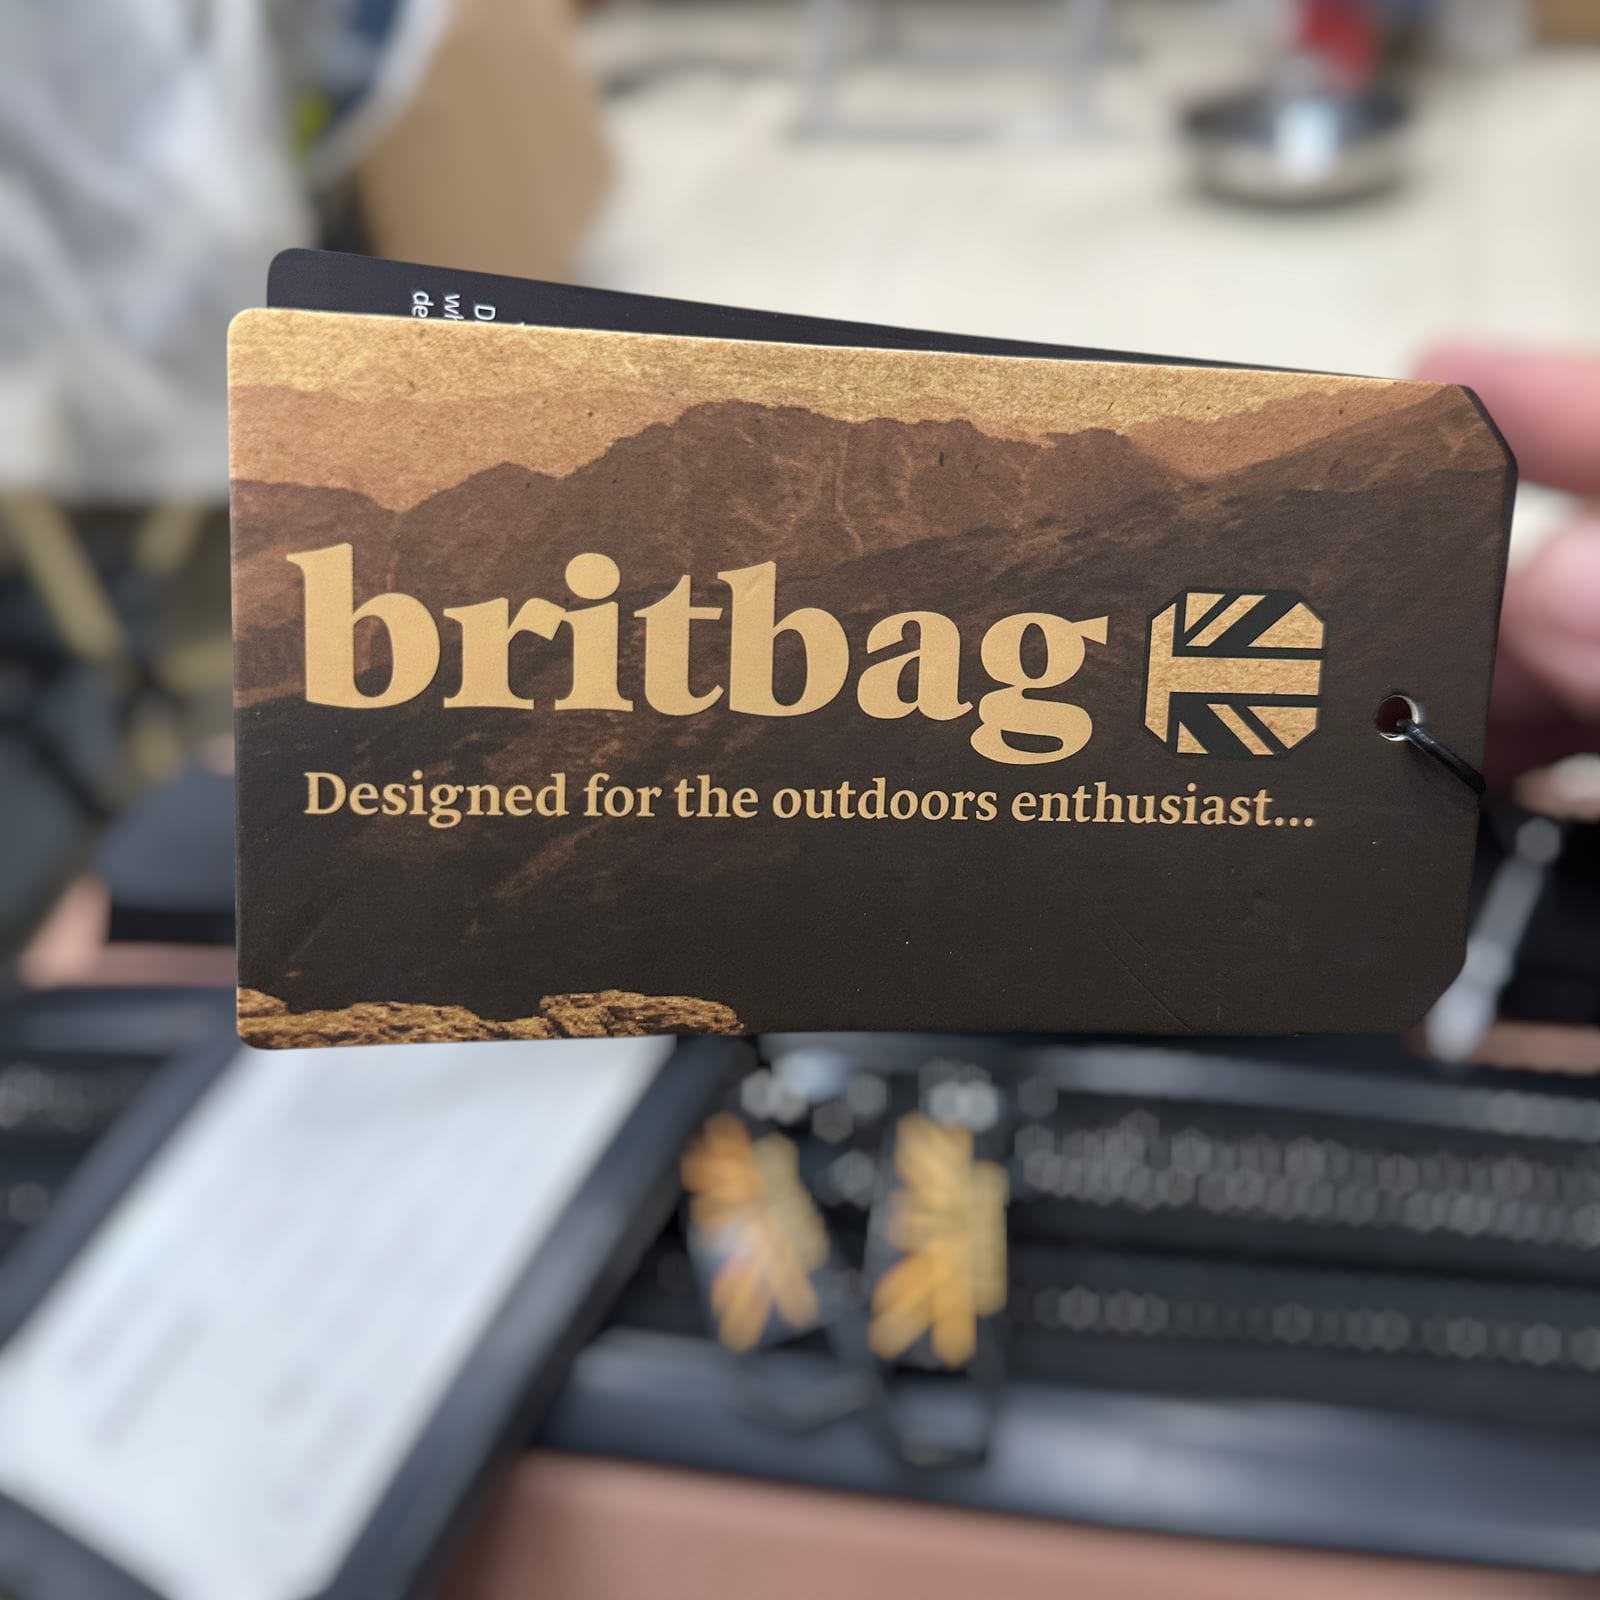 britbag
Designed for the outdoors enthusiast...